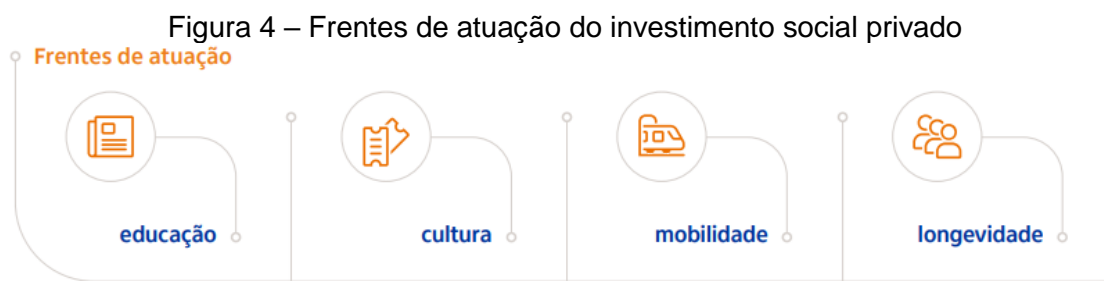 Figura 4 – Frentes de atuação do investimento social privado
Frentes de atuação
educação
cultura
mobilidade
longevidade